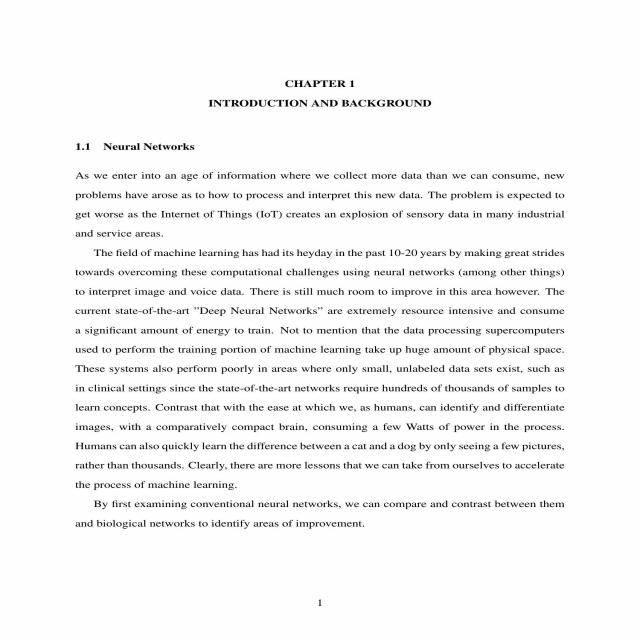 CHAPTER 1
INTRODUCTION AND BACKGROUND
1.1 Neural Networks
As we enter into an age of information where we collect more data than we can consume, new
problems have arose as to how to process and interpret this new data. The problem is expected to
get worse as the Internet of Things (IoT) creates an explosion of sensory data in many industrial
and service areas.
The field of machine learning has had its heyday in the past 10-20 years by making great strides
towards overcoming these computational challenges using neural networks (among other things)
to interpret image and voice data. There is still much room to improve in this area however. The
current state-of-the-art ”Deep Neural Networks” are extremely resource intensive and consume
a significant amount of energy to train. Not to mention that the data processing supercomputers
used to perform the training portion of machine learning take up huge amount of physical space.
These systems also perform poorly in areas where only small, unlabeled data sets exist, such as
in clinical settings since the state-of-the-art networks require hundreds of thousands of samples to
learn concepts. Contrast that with the ease at which we, as humans, can identify and differentiate
images, with a comparatively compact brain, consuming a few Watts of power in the process.
Humans can also quickly learn the difference between a cat and a dog by only seeing a few pictures,
rather than thousands. Clearly, there are more lessons that we can take from ourselves to accelerate
the process of machine learning.
By first examining conventional neural networks, we can compare and contrast between them
and biological networks to identify areas of improvement.
1